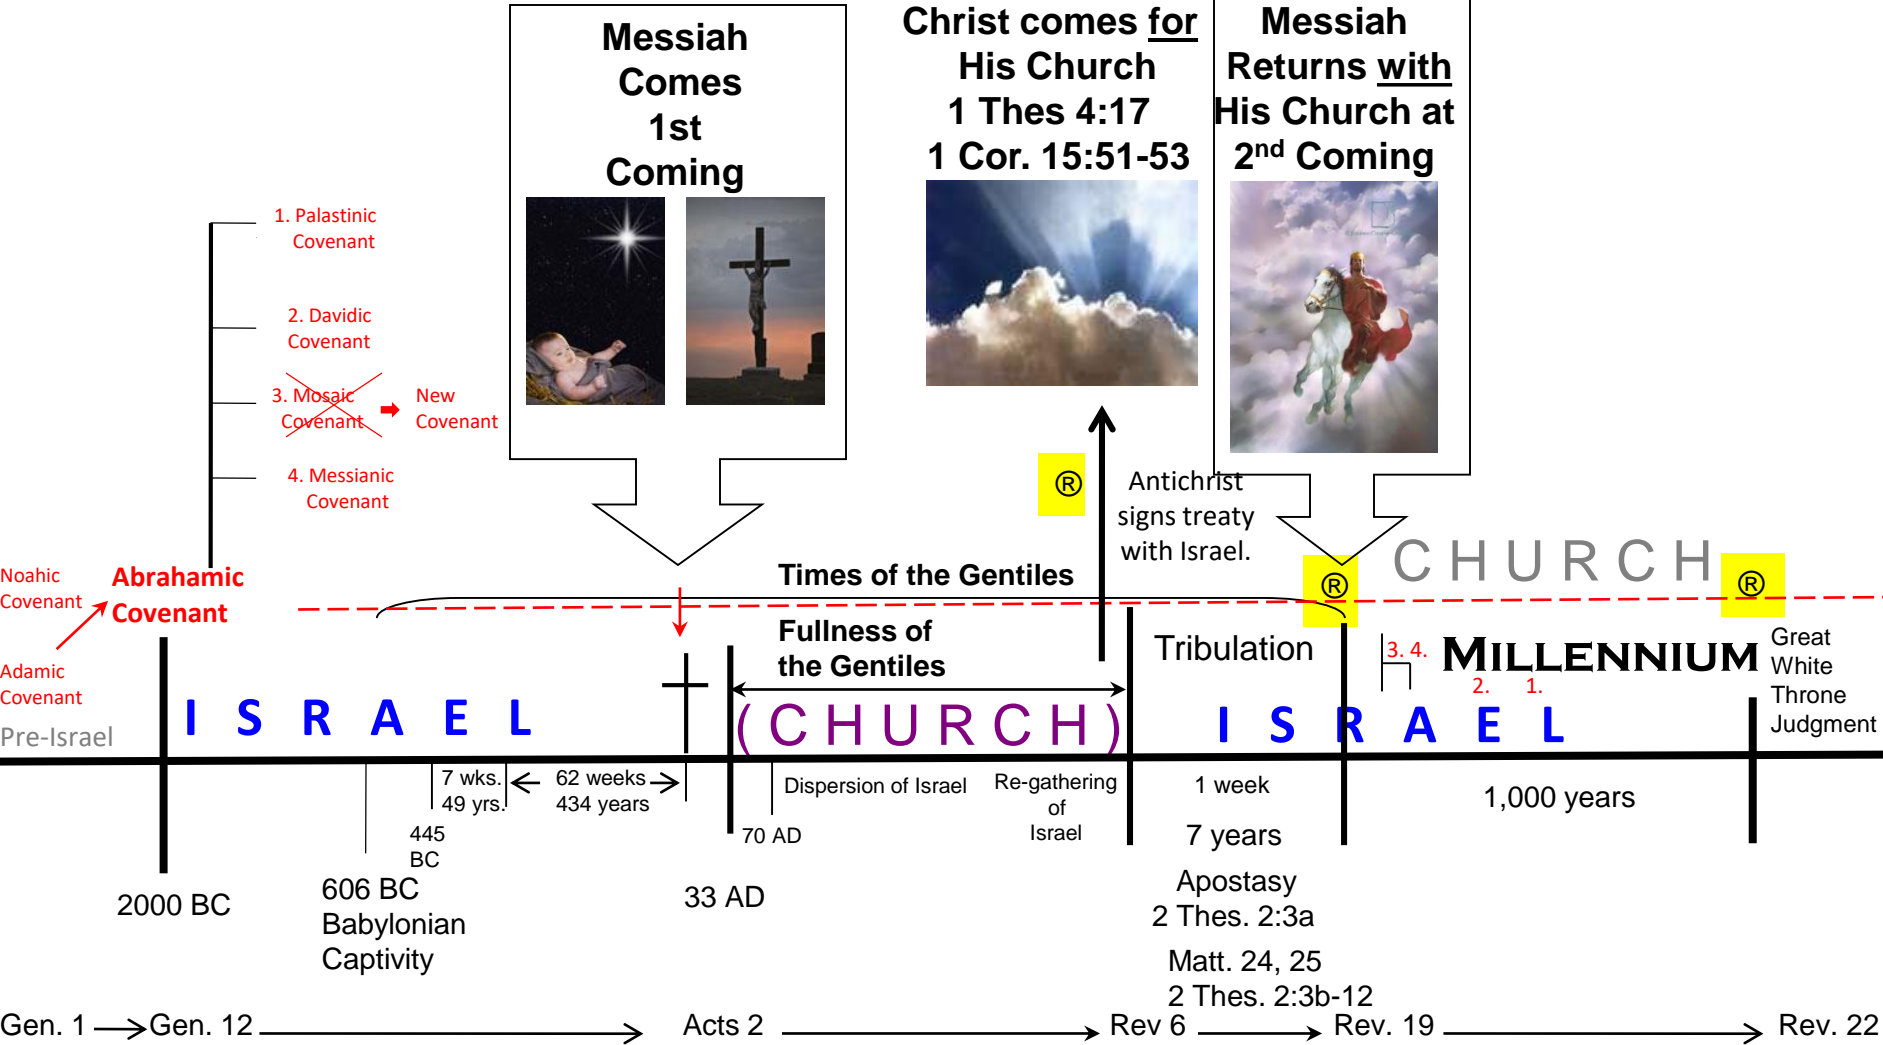 Messiah
Comes
1st
Coming
Christ comes for
His Church
1 Thes 4:17
1 Cor. 15:51-53
Messiah
Returns with
His Church at
2nd Coming
1. Palastinic
Covenant
2. Davidic
Covenant
3. Mosaic
Covenant
New
Covenant
4. Messianic
Covenant
®
Antichrist
signs treaty
with Israel.
Noahic
Covenant
Abrahamic
Covenant
Adamic
Covenant
Pre-Israel
Times of the Gentiles
Fullness of
the Gentiles
®
CHURCH
®
Tribulation
3. 4.
MILLENNIUM
2. 1.
Great
White
Throne
Judgment
I S R A E L
(CHURCH)
I S R A E L
7 wks.
49 yrs.
62 weeks
434 years
Dispersion of Israel
Re-gathering
of
Israel
1 week
7 years
1,000 years
445
BC
70 AD
2000 BC
606 BC
Babylonian
Captivity
33 AD
Apostasy
2 Thes. 2:3a
Matt. 24, 25
2 Thes. 2:3b-12
Gen. 1 Gen. 12 Acts 2 Rev 6 Rev. 19 Rev. 22